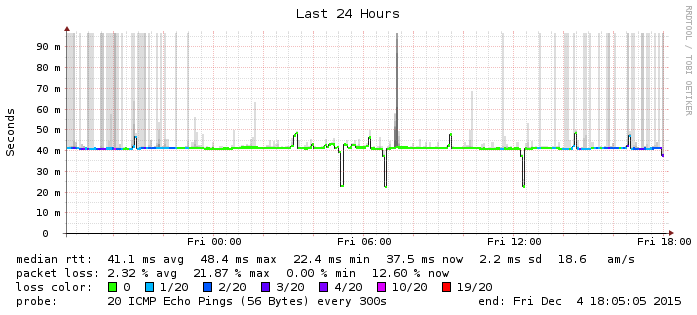 Last 24 Hours
RRDTOOL / TOBI OETIKER
Seconds
90 m
80 m
70 m
60 m
50 m
40 m
30 m
20 m
10 m
0
Fri 00:00 Fri 06:00 Fri 12:00 Fri 18:00
median rtt: 41.1 ms avg 48.4 ms max 22.4 ms min 37.5 ms now 2.2 ms sd 18.6 am/s
packet loss: 2.32 % avg 21.87 % max 0.00 % min 12.60 % now
loss color: 0 1/20 2/20 3/20 4/20 10/20 19/20
probe: 20 ICMP Echo Pings (56 Bytes) every 300s end: Fri Dec 4 18:05:05 2015